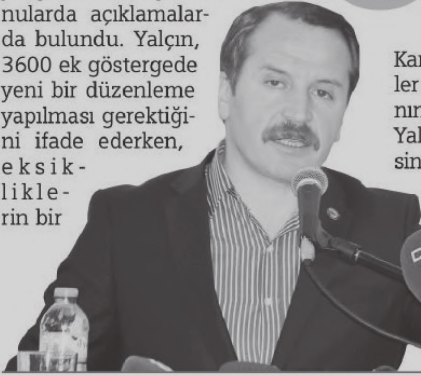 nularda açıklamalar-
da bulundu. Yalçın,
3600 ek göstergede
yeni bir düzenleme
yapılması gerektiği-
ni ifade ederken,
eksik-
likle-
rin bir
Kar
ler
nın
Yal
sin